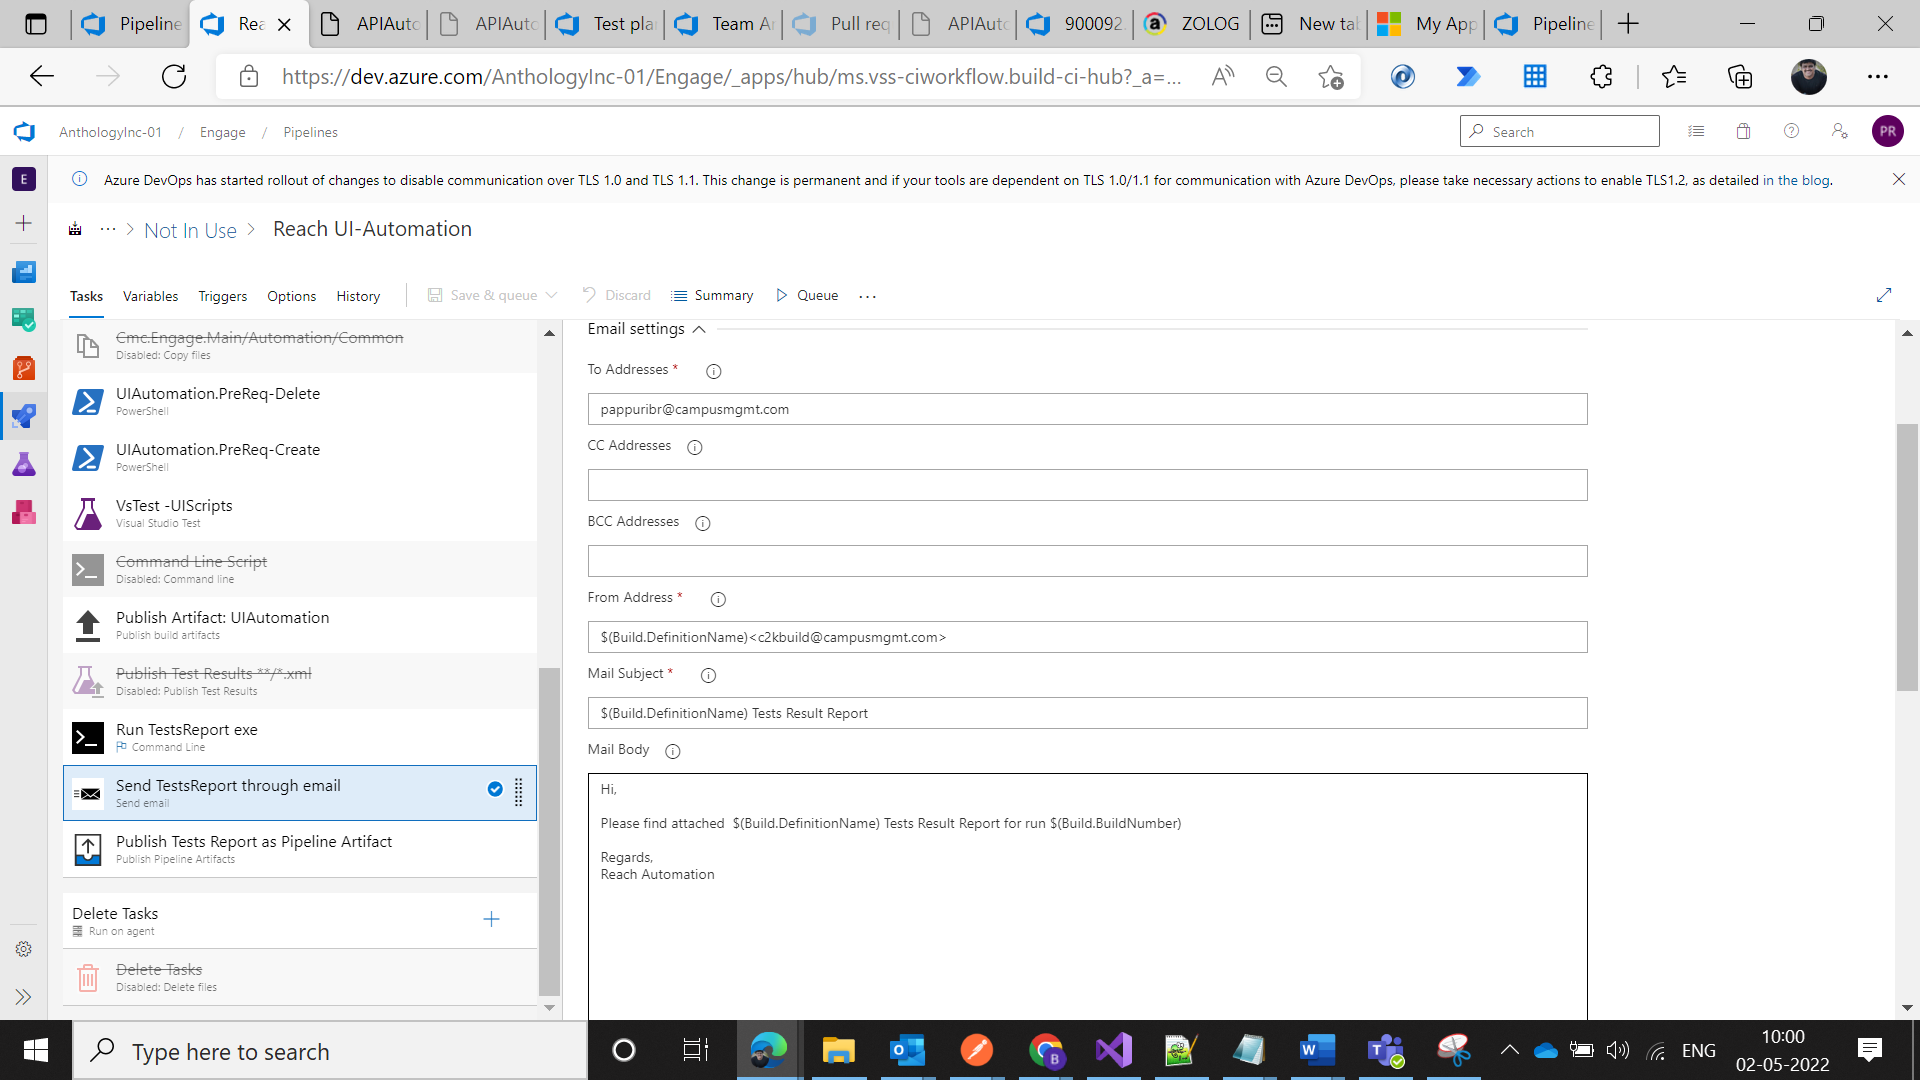 Pipeline
Rea
APIAuto
APIAuto
Test pla
Team A
Pull req
APIAuto
900092
ZOLOG
New tab
My App
Pipeline
https://dev.azure.com/AnthologyInc-01/Engage/_apps/hub/ms.vss-ciworkflow.build-ci-hub?_a=...
AnthologyInc-01 / Engage / Pipelines
Search
PR
E
Azure DevOps has started rollout of changes to disable communication over TLS 1.0 and TLS 1.1. This change is permanent and if your tools are dependent on TLS 1.0/1.1 for communication with Azure DevOps, please take necessary actions to enable TLS1.2, as detailed in the blog.
... > Not In Use > Reach UI-Automation
Tasks Variables Triggers Options History Save & queue Discard Summary Queue ...
Cmc.Engage.Main/Automation/Common
Disabled: Copy files
UIAutomation.PreReq-Delete
PowerShell
UIAutomation.PreReq-Create
PowerShell
VsTest -UIScripts
Visual Studio Test
Command Line Script
Disabled: Command line
Publish Artifact: UIAutomation
Publish build artifacts
Publish Test Results **/*.xml
Disabled: Publish Test Results
Run TestsReport exe
Command Line
Send TestsReport through email
Send email
Publish Tests Report as Pipeline Artifact
Publish Pipeline Artifacts
Delete Tasks
Run on agent
Delete Tasks
Disabled: Delete files
Email settings
To Addresses *
pappuribr@campusmgmt.com
CC Addresses
BCC Addresses
From Address *
$(Build.DefinitionName)<c2kbuild@campusmgmt.com>
Mail Subject *
$(Build.DefinitionName) Tests Result Report
Mail Body
Hi,
Please find attached  $(Build.DefinitionName) Tests Result Report for run $(Build.BuildNumber)
Regards,
Reach Automation
Type here to search
B
ENG
10:00
02-05-2022